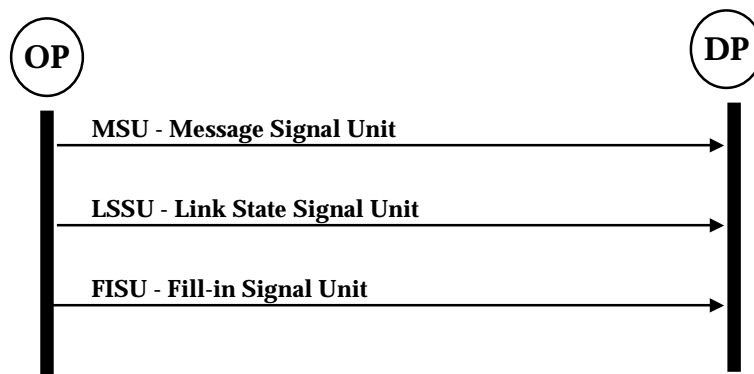 OP
DP
MSU - Message Signal Unit
LSSU - Link State Signal Unit
FISU - Fill-in Signal Unit